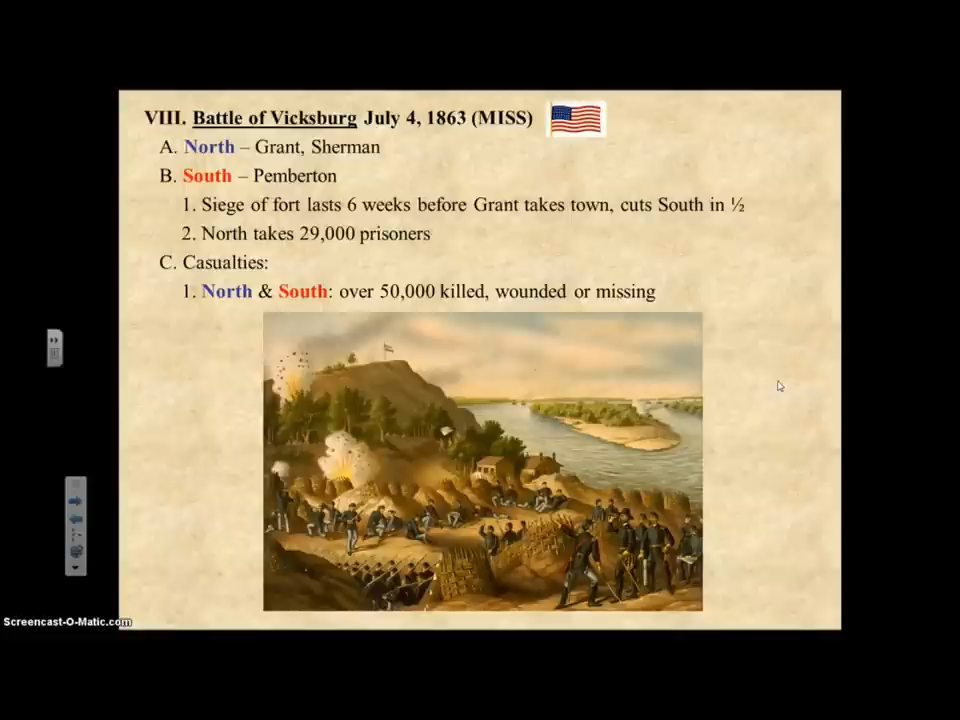 VIII. Battle of Vicksburg July 4, 1863 (MISS)
A. North – Grant, Sherman
B. South – Pemberton
1. Siege of fort lasts 6 weeks before Grant takes town, cuts South in ½
2. North takes 29,000 prisoners
C. Casualties:
1. North & South: over 50,000 killed, wounded or missing
Screencast-O-Matic.com